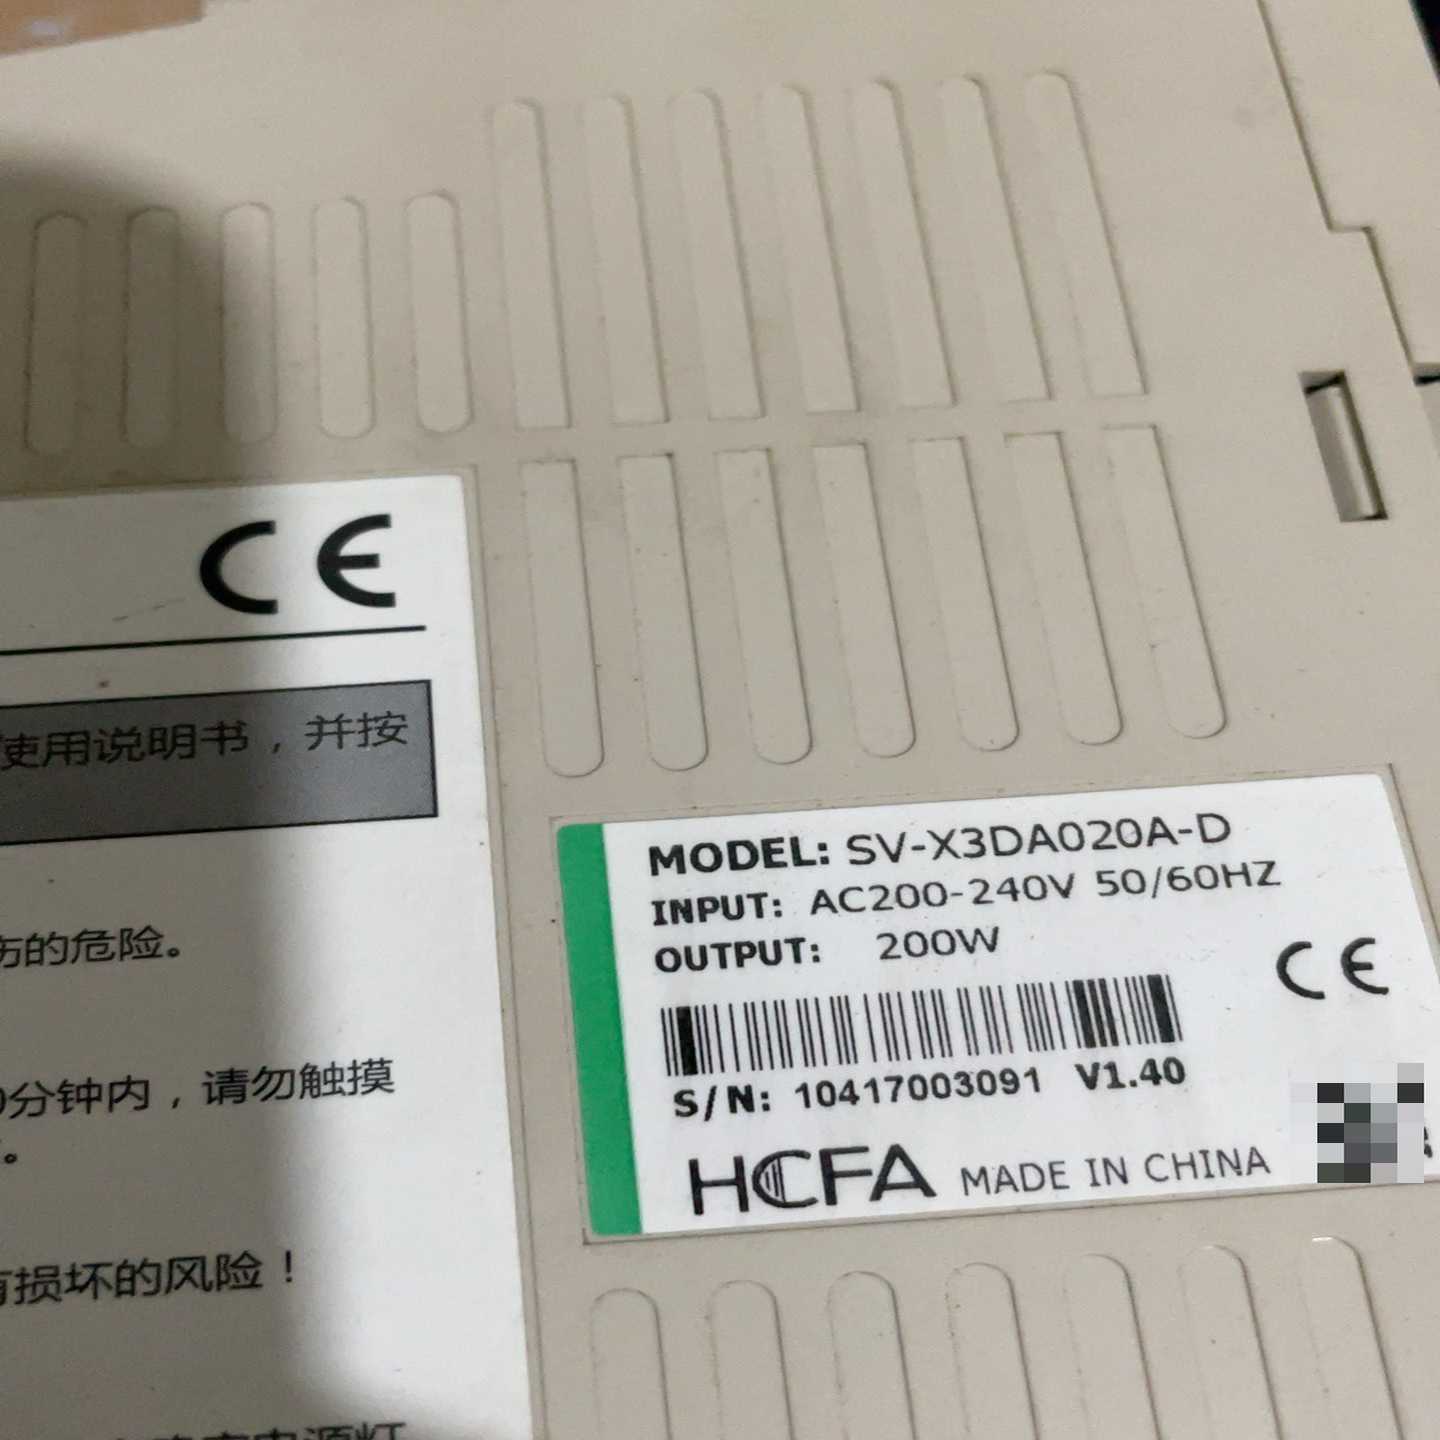 CE
使用说明书，并按
伤的危险。
0分钟内，请勿触摸
。
损坏的风险！
MODEL: SV-X3DA020A-D
INPUT: AC200-240V 50/60HZ
OUTPUT: 200W
CE
S/N: 10417003091 V1.40
HCFA MADE IN CHINA